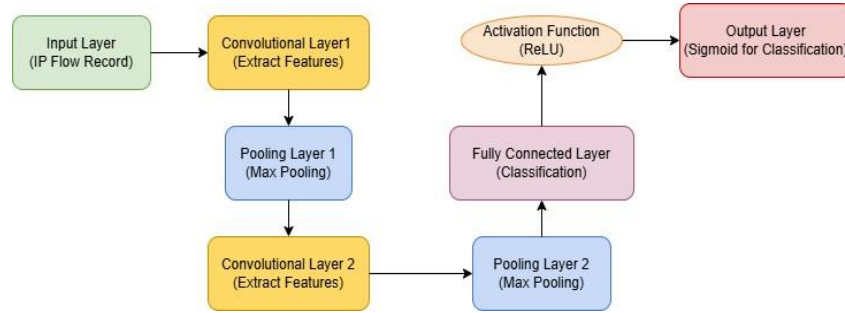 Input Layer
(IP Flow Record)
Convolutional Layer1
(Extract Features)
Pooling Layer 1
(Max Pooling)
Convolutional Layer 2
(Extract Features)
Pooling Layer 2
(Max Pooling)
Fully Connected Layer
(Classification)
Activation Function
(ReLU)
Output Layer
(Sigmoid for Classification)